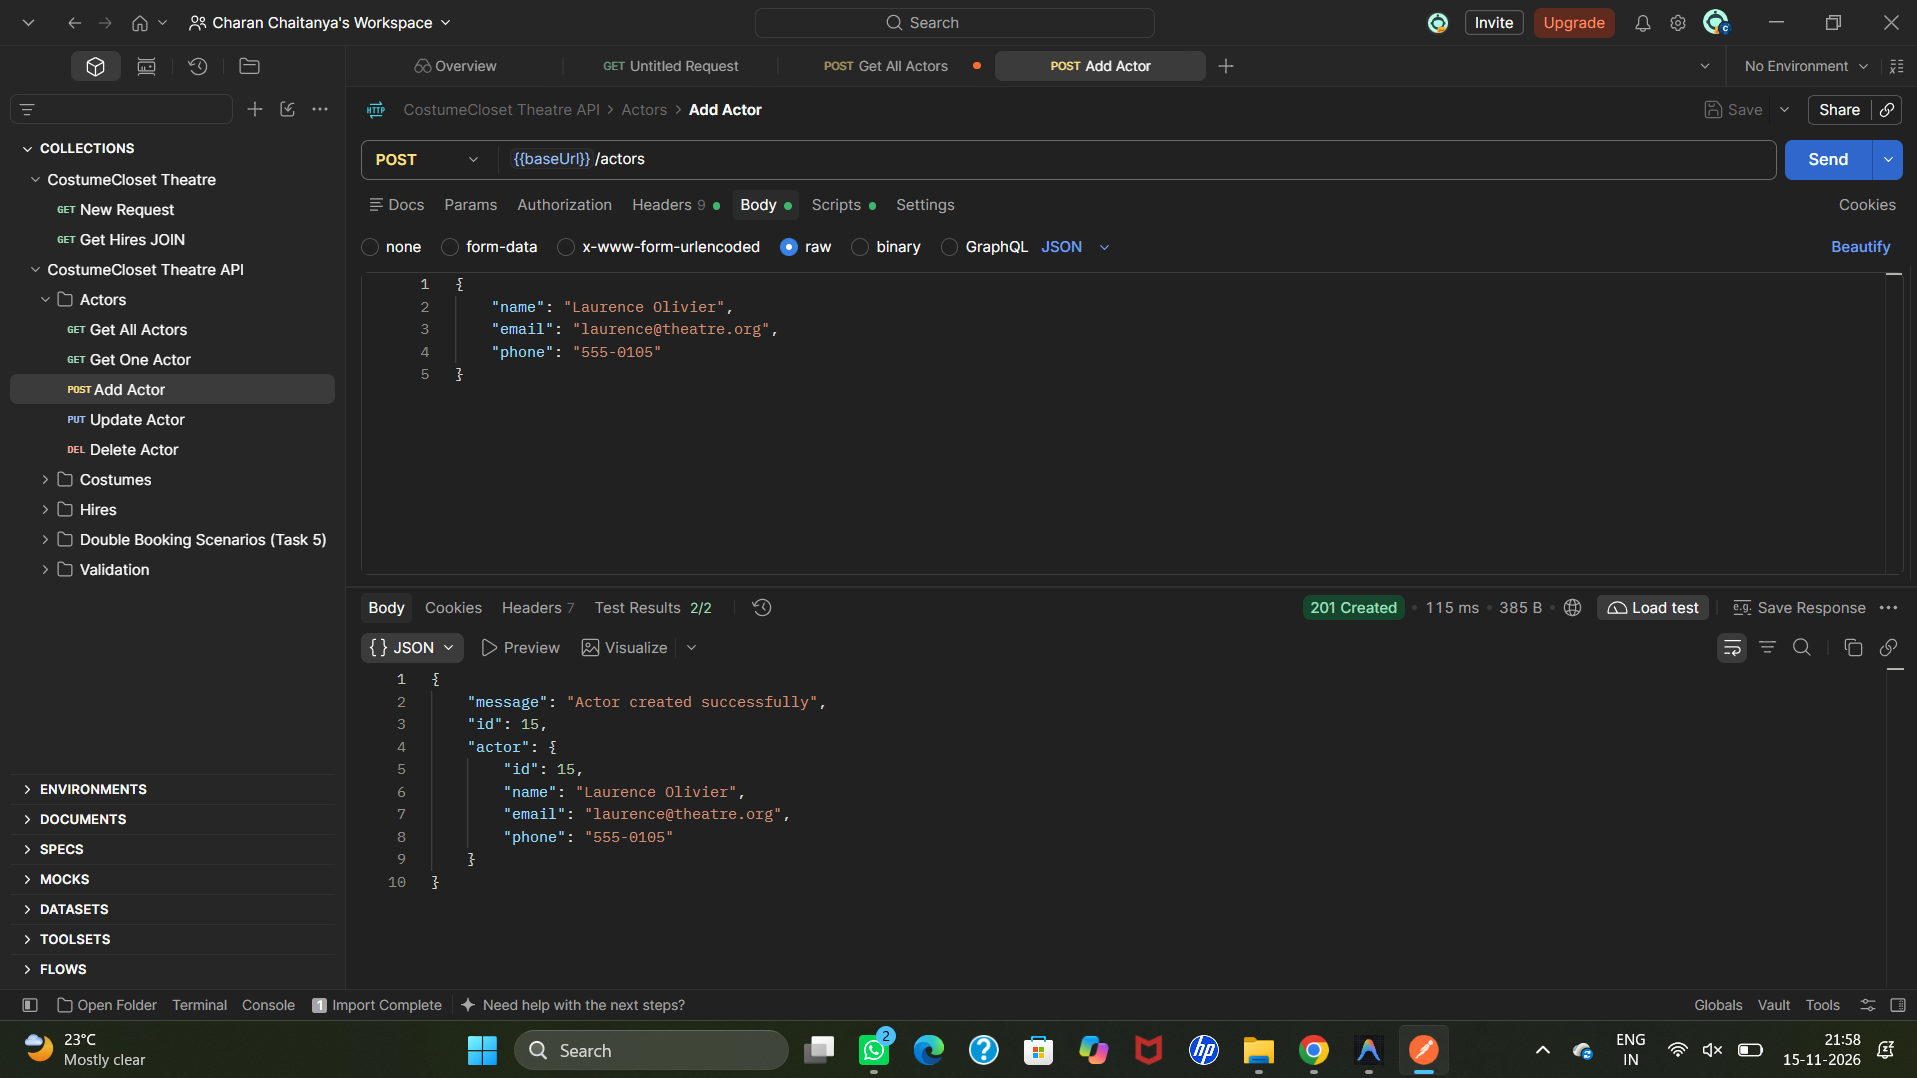 Charan Chaitanya's Workspace
Search
Invite
Upgrade
Overview
GET Untitled Request
POST Get All Actors
POST Add Actor
No Environment
COLLECTIONS
CostumeCloset Theatre
GET New Request
GET Get Hires JOIN
CostumeCloset Theatre API
Actors
GET Get All Actors
GET Get One Actor
POST Add Actor
PUT Update Actor
DEL Delete Actor
Costumes
Hires
Double Booking Scenarios (Task 5)
Validation
ENVIRONMENTS
DOCUMENTS
SPECS
MOCKS
DATASETS
TOOLSETS
FLOWS
HTTP CostumeCloset Theatre API > Actors > Add Actor
Save
Share
POST
{{baseUrl}} /actors
Send
Docs Params Authorization Headers 9 Body Scripts Settings
Cookies
none form-data x-www-form-urlencoded raw binary GraphQL JSON
Beautify
1 {
2 "name": "Laurence Olivier",
3 "email": "laurence@theatre.org",
4 "phone": "555-0105"
5 }
Body Cookies Headers 7 Test Results 2/2
201 Created • 115 ms • 385 B
Load test
e.g. Save Response
{} JSON Preview Visualize
1 {
2 "message": "Actor created successfully",
3 "id": 15,
4 "actor": {
5 "id": 15,
6 "name": "Laurence Olivier",
7 "email": "laurence@theatre.org",
8 "phone": "555-0105"
9 }
10 }
Open Folder Terminal Console 1 Import Complete Need help with the next steps?
Globals Vault Tools
23°C
Mostly clear
Search
2
hp
ENG
IN
21:58
15-11-2026